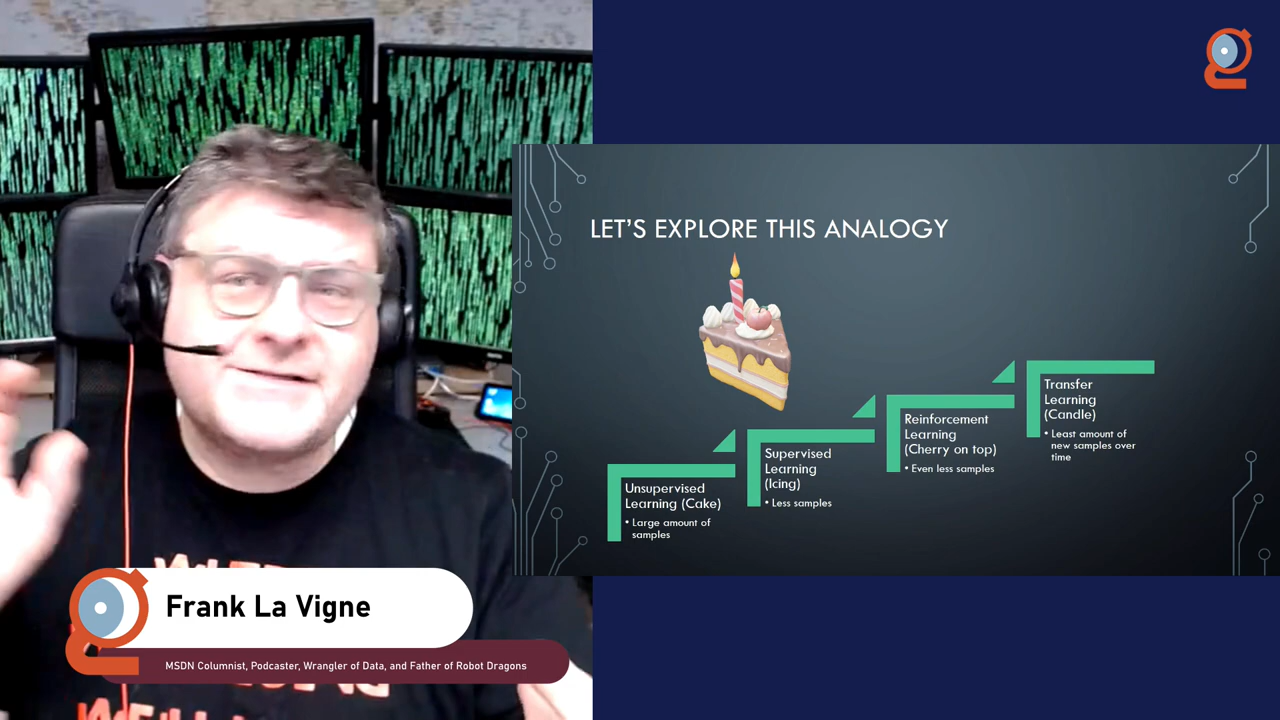 LET'S EXPLORE THIS ANALOGY
Unsupervised
Learning (Cake)
• Large amount of
samples
Supervised
Learning
(Icing)
• Less samples
Reinforcement
Learning
(Cherry on top)
• Even less samples
Transfer
Learning
(Candle)
• Least amount of
new samples over
time
Frank La Vigne
MSDN Columnist, Podcaster, Wrangler of Data, and Father of Robot Dragons